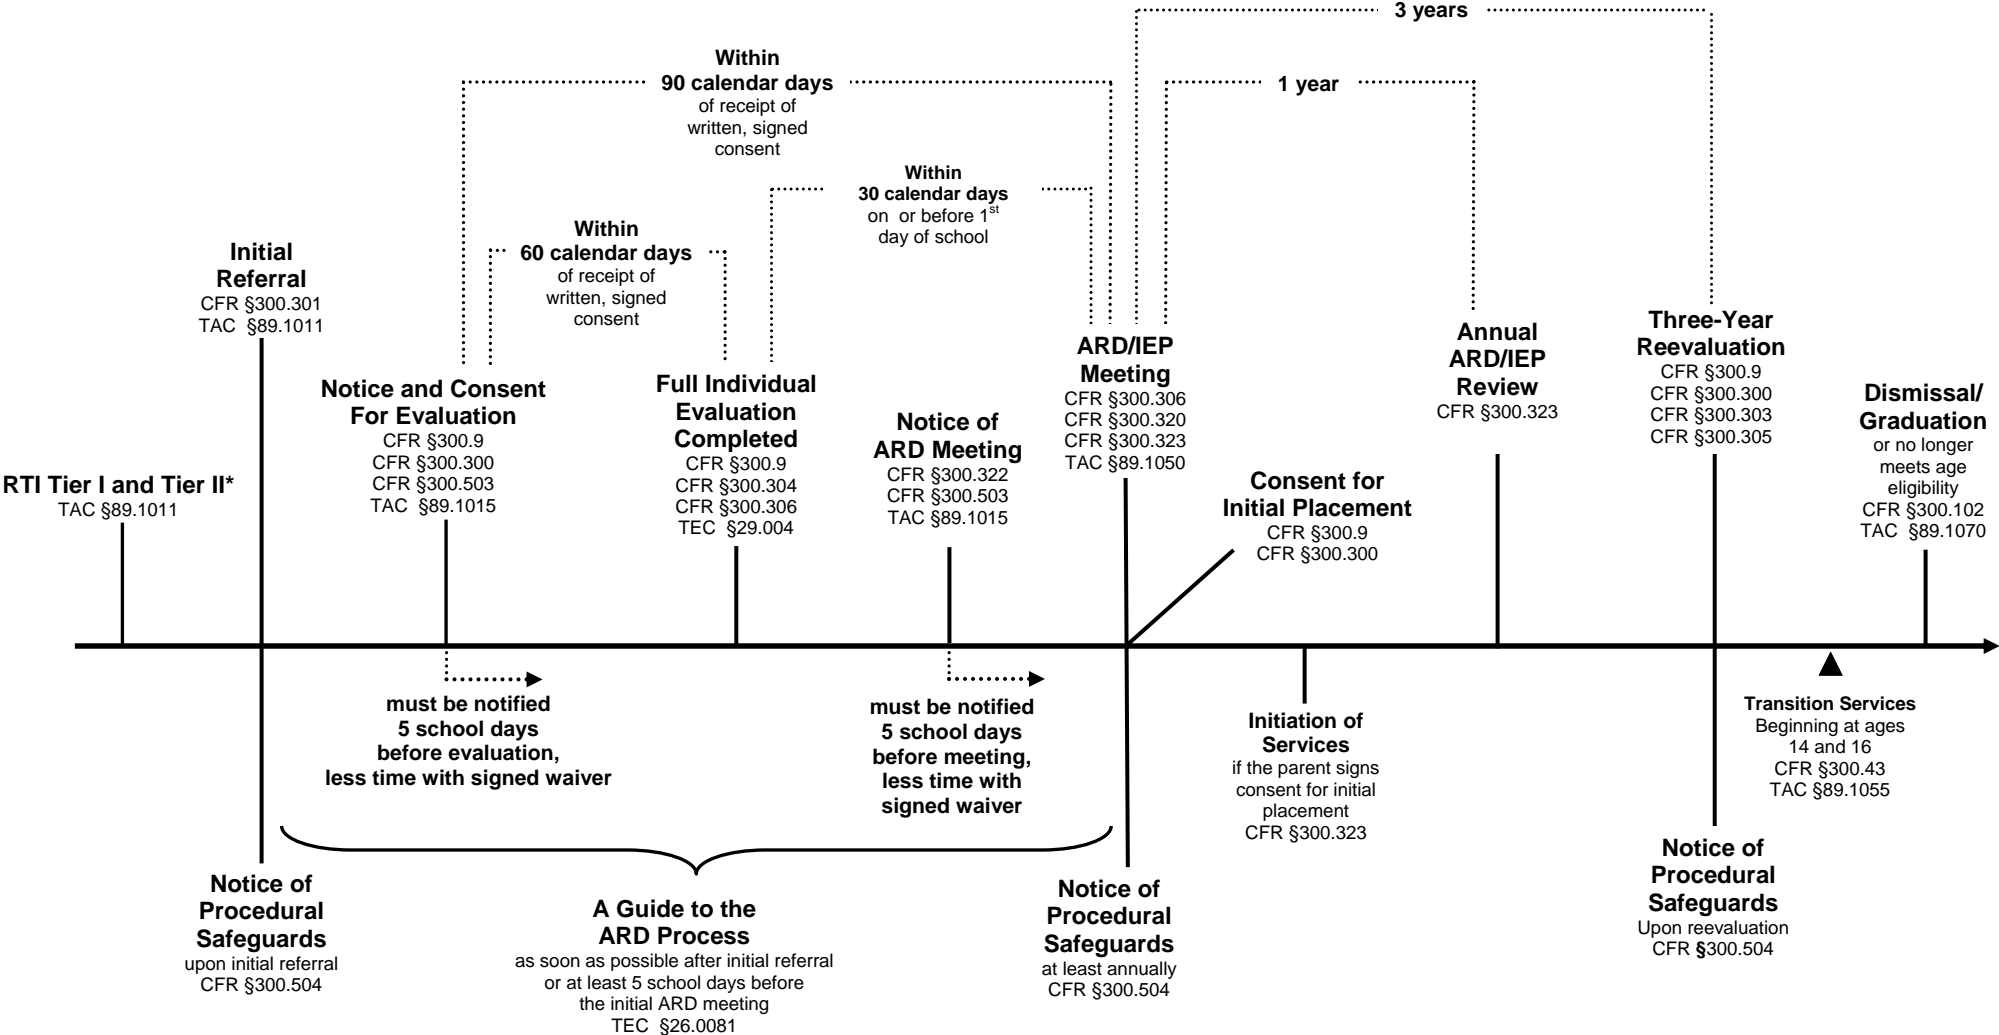 3 years
Within
90 calendar days
of receipt of
written, signed
consent
1 year
Within
30 calendar days
on or before 1st
day of school
Within
60 calendar days
of receipt of
written, signed
consent
Initial
Referral
CFR §300.301
TAC §89.1011
RTI Tier I and Tier II*
TAC §89.1011
Notice and Consent
For Evaluation
CFR §300.9
CFR §300.300
CFR §300.503
TAC §89.1015
Full Individual
Evaluation
Completed
CFR §300.9
CFR §300.304
CFR §300.306
TEC §29.004
Notice of
ARD Meeting
CFR §300.322
CFR §300.503
TAC §89.1015
ARD/IEP
Meeting
CFR §300.306
CFR §300.320
CFR §300.323
TAC §89.1050
Consent for
Initial Placement
CFR §300.9
CFR §300.300
Annual
ARD/IEP
Review
CFR §300.323
Three-Year
Reevaluation
CFR §300.9
CFR §300.300
CFR §300.303
CFR §300.305
Dismissal/
Graduation
or no longer
meets age
eligibility
CFR §300.102
TAC §89.1070
must be notified
5 school days
before evaluation,
less time with signed waiver
must be notified
5 school days
before meeting,
less time with
signed waiver
Initiation of
Services
if the parent signs
consent for initial
placement
CFR §300.323
Transition Services
Beginning at ages
14 and 16
CFR §300.43
TAC §89.1055
Notice of
Procedural
Safeguards
upon initial referral
CFR §300.504
A Guide to the
ARD Process
as soon as possible after initial referral
or at least 5 school days before
the initial ARD meeting
TEC §26.0081
Notice of
Procedural
Safeguards
at least annually
CFR §300.504
Notice of
Procedural
Safeguards
Upon reevaluation
CFR §300.504